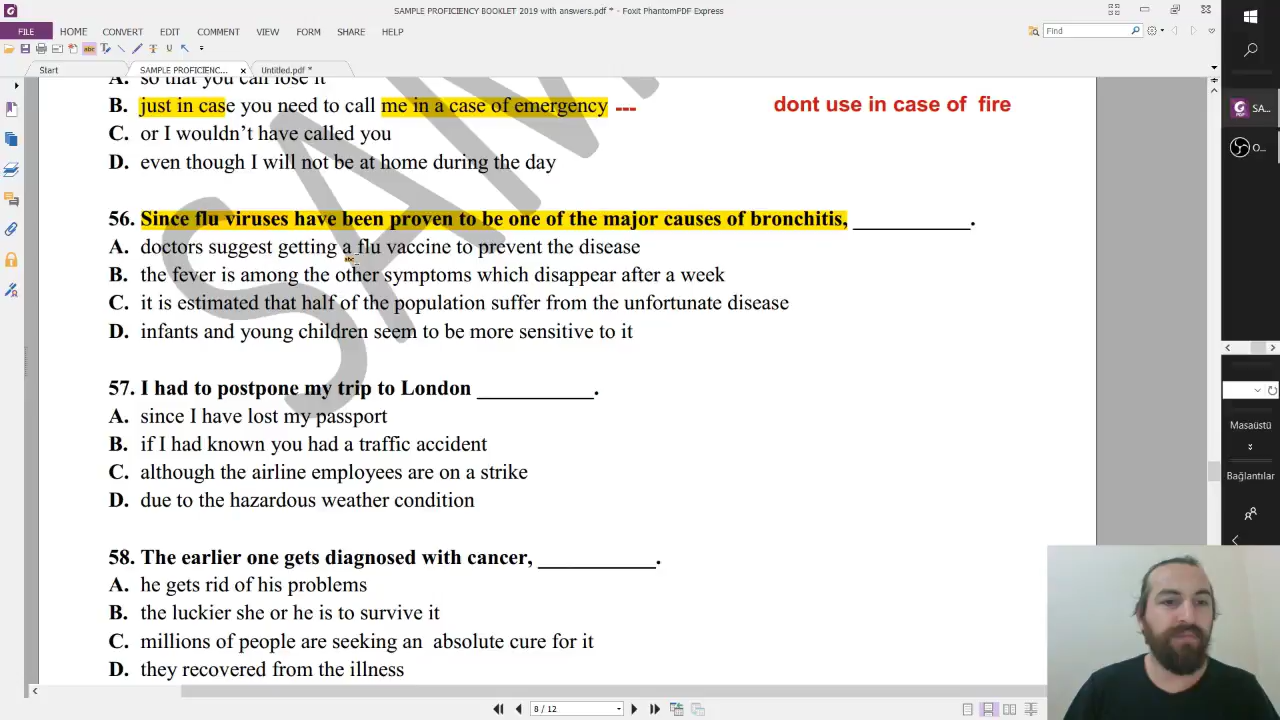 SAMPLE PROFICIENCY BOOKLET 2019 with answers.pdf * - Foxit PhantomPDF Express
FILE HOME CONVERT EDIT COMMENT VIEW FORM SHARE HELP
Find
Start SAMPLE PROFICIENC... Untitled.pdf *
A. so that you can lose it
B. just in case you need to call me in a case of emergency --- dont use in case of fire
C. or I wouldn't have called you
D. even though I will not be at home during the day
56. Since flu viruses have been proven to be one of the major causes of bronchitis, ___________.
A. doctors suggest getting a flu vaccine to prevent the disease
B. the fever is among the other symptoms which disappear after a week
C. it is estimated that half of the population suffer from the unfortunate disease
D. infants and young children seem to be more sensitive to it
57. I had to postpone my trip to London ___________.
A. since I have lost my passport
B. if I had known you had a traffic accident
C. although the airline employees are on a strike
D. due to the hazardous weather condition
58. The earlier one gets diagnosed with cancer, ___________.
A. he gets rid of his problems
B. the luckier she or he is to survive it
C. millions of people are seeking an absolute cure for it
D. they recovered from the illness
8 / 12
SA...
O...
Masaüstü
Bağlantılar
SAM